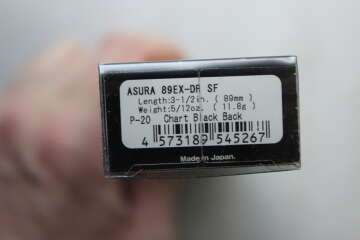 ASURA 89EX-DR SF
Length:3-1/2in. ( 89mm )
Weight:5/12oz. ( 11.8g )
P-20 Chart Black Back
4 573189 545267
Made in Japan.